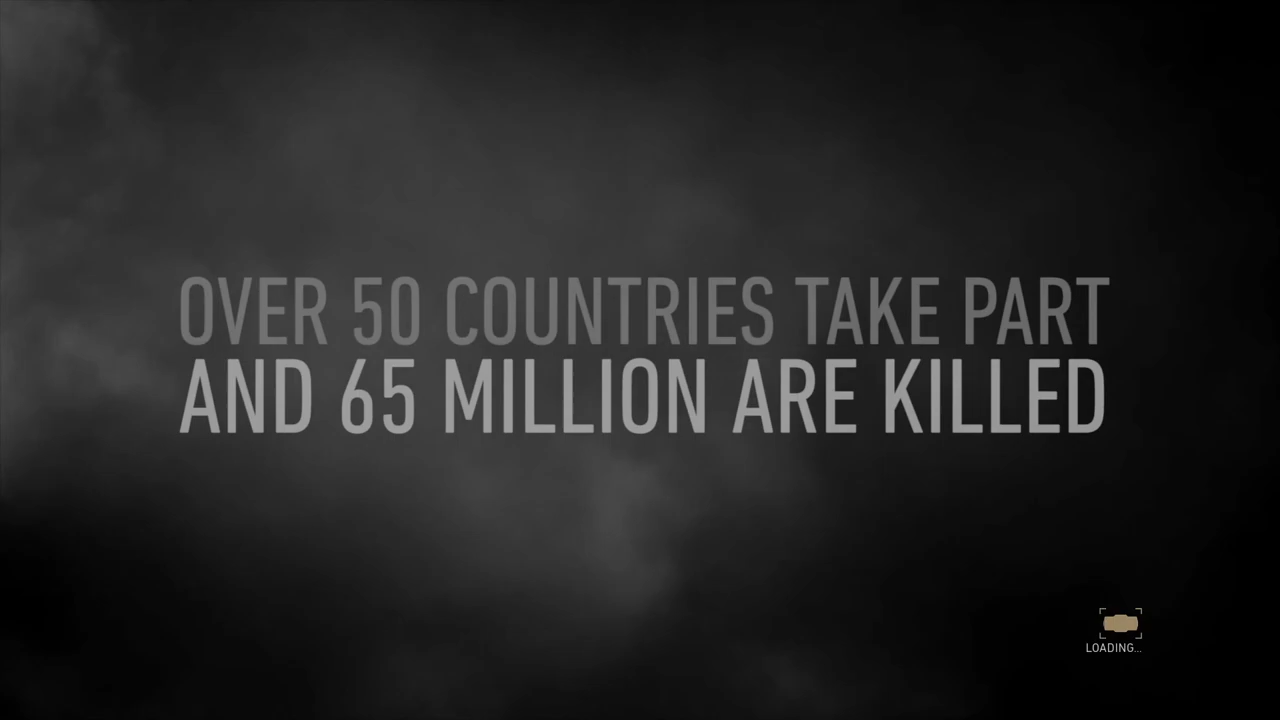 OVER 50 COUNTRIES TAKE PART
AND 65 MILLION ARE KILLED
LOADING...